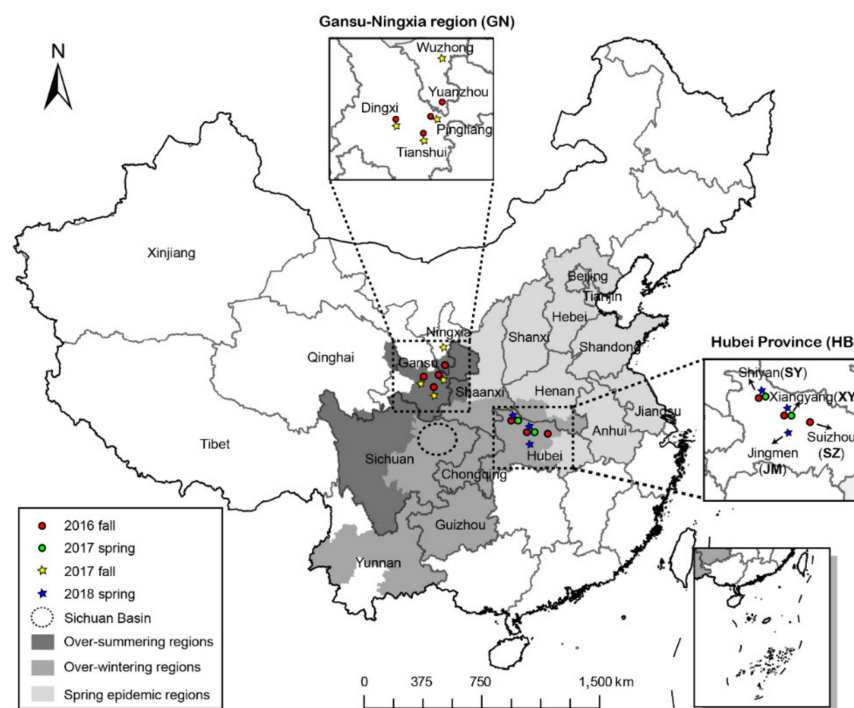 Gansu-Ningxia region (GN)
N
Wuzhong
Yuanzhou
Dingxi
Pingliang
Tianshui
Xinjiang
Beijing
Tianjin
Hebei
Ningxia
Shanxi
Shandong
Qinghai
Gansu
Shaanxi
Henan
Jiangsu
Anhui
Tibet
Sichuan
Hubei
Chongqing
Guizhou
Yunnan
Hubei Province (HB
Shiyan(SY)
Xiangyang(XY
Suizhou
(SZ)
Jingmen
(JM)
2016 fall
2017 spring
2017 fall
2018 spring
Sichuan Basin
Over-summering regions
Over-wintering regions
Spring epidemic regions
0 375 750 1,500 km